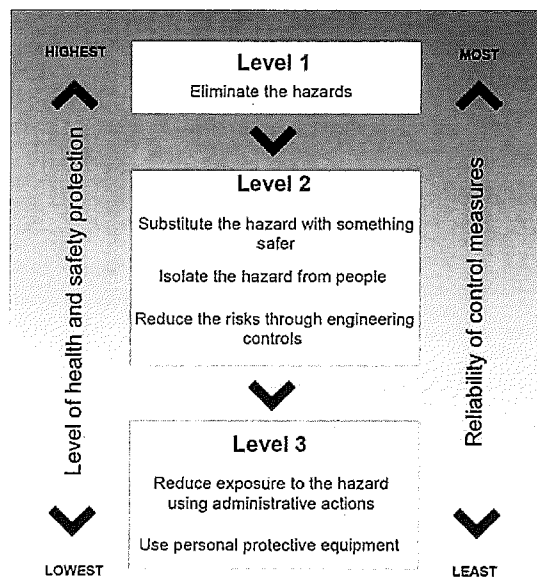 HIGHEST
MOST
Level 1
Eliminate the hazards
Level of health and safety protection
Reliability of control measures
Level 2
Substitute the hazard with something
safer
Isolate the hazard from people
Reduce the risks through engineering
controls
Level 3
Reduce exposure to the hazard
using administrative actions
Use personal protective equipment
LOWEST
LEAST